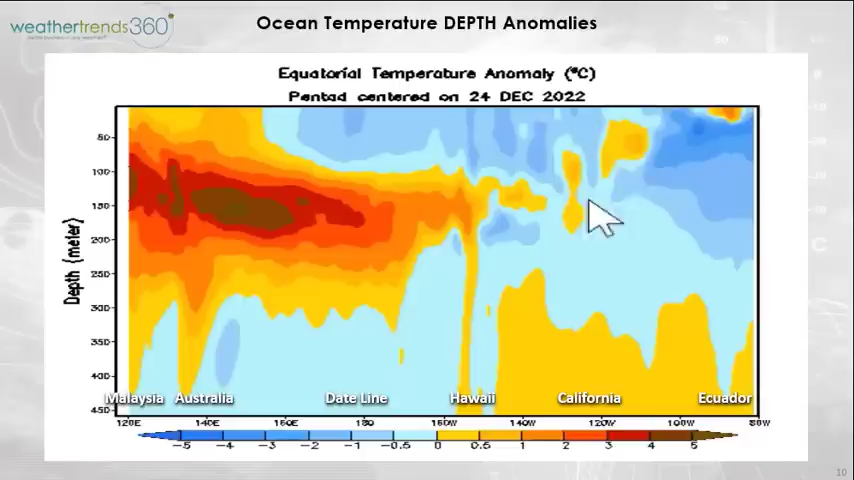 weathertrends360°
Ocean Temperature DEPTH Anomalies
Equatorial Temperature Anomaly (°C)
Pentad centered on 24 DEC 2022
Depth (meter)
50
100
150
200
250
300
350
400
450
Malaysia Australia Date Line Hawaii California Ecuador
120E 140E 160E 180 160W 140W 120W 100W 80W
-5 -4 -3 -2 -1 -0.5 0 0.5 1 2 3 4 5
10